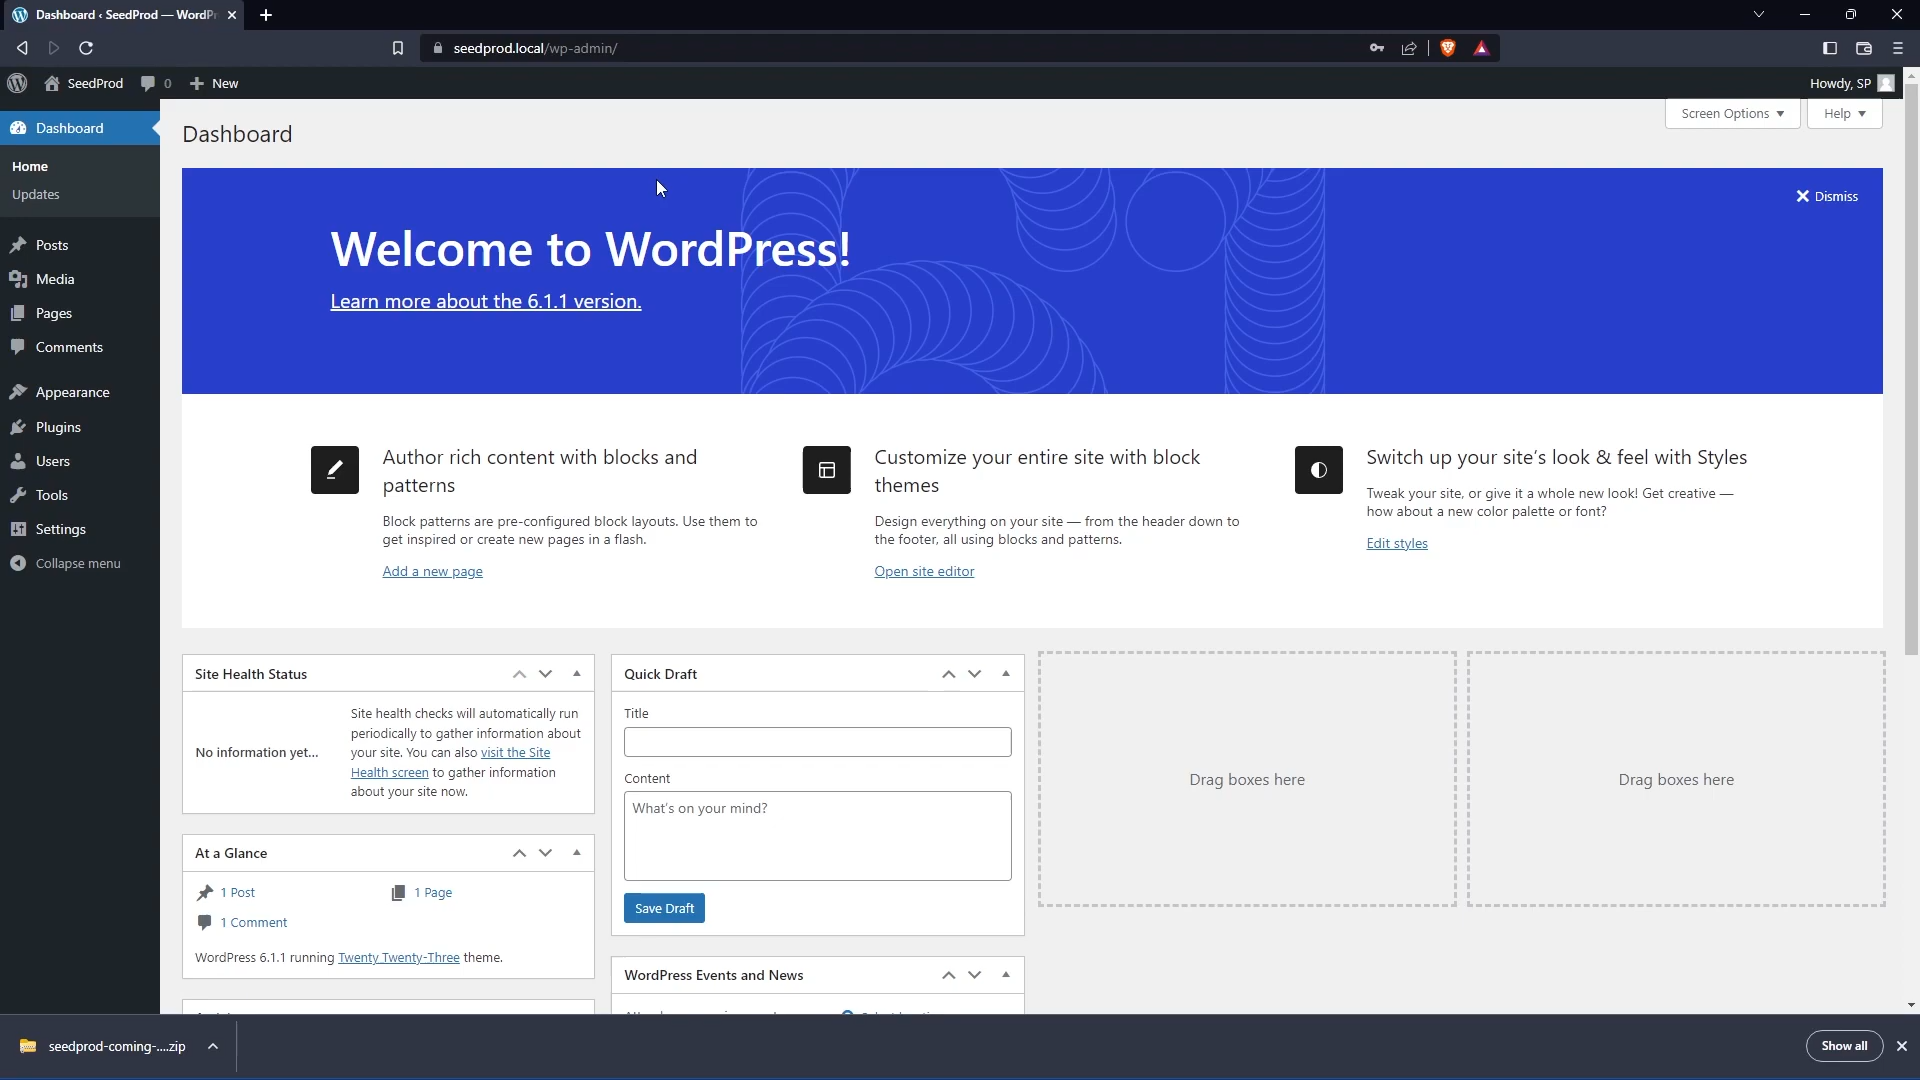 Dashboard ‹ SeedProd — WordP
seedprod.local/wp-admin/
SeedProd
0
New
Howdy, SP
Dashboard
Home
Updates
Posts
Media
Pages
Comments
Appearance
Plugins
Users
Tools
Settings
Collapse menu
Screen Options
Help
Dashboard
Dismiss
Welcome to WordPress!
Learn more about the 6.1.1 version.
Author rich content with blocks and
patterns
Block patterns are pre-configured block layouts. Use them to
get inspired or create new pages in a flash.
Add a new page
Customize your entire site with block
themes
Design everything on your site — from the header down to
the footer, all using blocks and patterns.
Open site editor
Switch up your site's look & feel with Styles
Tweak your site, or give it a whole new look! Get creative —
how about a new color palette or font?
Edit styles
Site Health Status
No information yet...
Site health checks will automatically run
periodically to gather information about
your site. You can also visit the Site
Health screen to gather information
about your site now.
At a Glance
1 Post
1 Page
1 Comment
WordPress 6.1.1 running Twenty Twenty-Three theme.
Quick Draft
Title
Content
What's on your mind?
Save Draft
WordPress Events and News
Drag boxes here
Drag boxes here
seedprod-coming-....zip
Show all